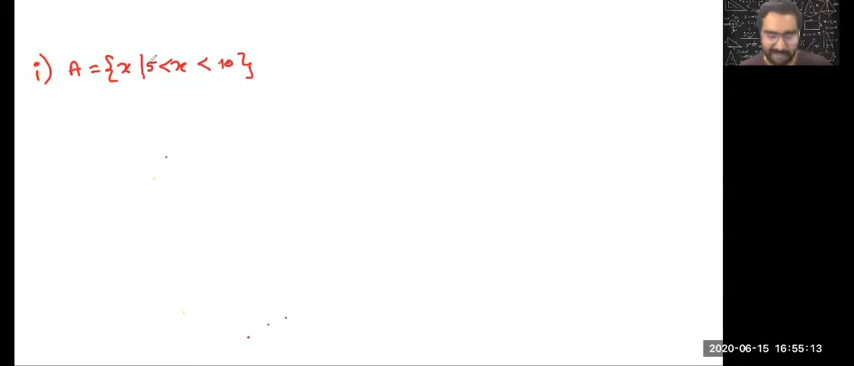 i) A = {x | 5 < x < 10}
2020-06-15 16:55:13